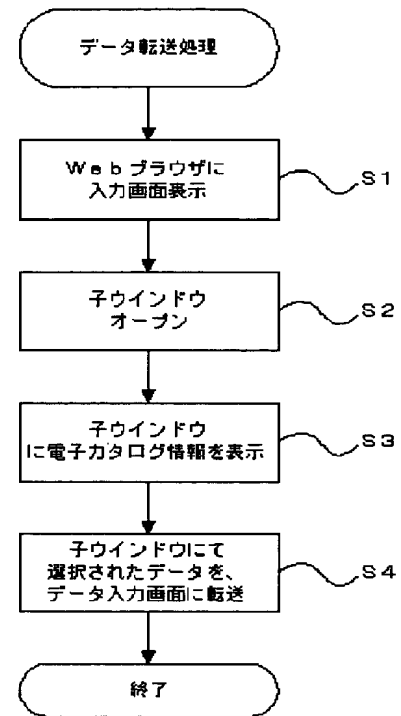 データ転送処理
Ｗｅｂブラウザに
入力画面表示
Ｓ１
子ウインドウ
オープン
Ｓ２
子ウインドウ
に電子カタログ情報を表示
Ｓ３
子ウインドウにて
選択されたデータを、
データ入力画面に転送
Ｓ４
終了